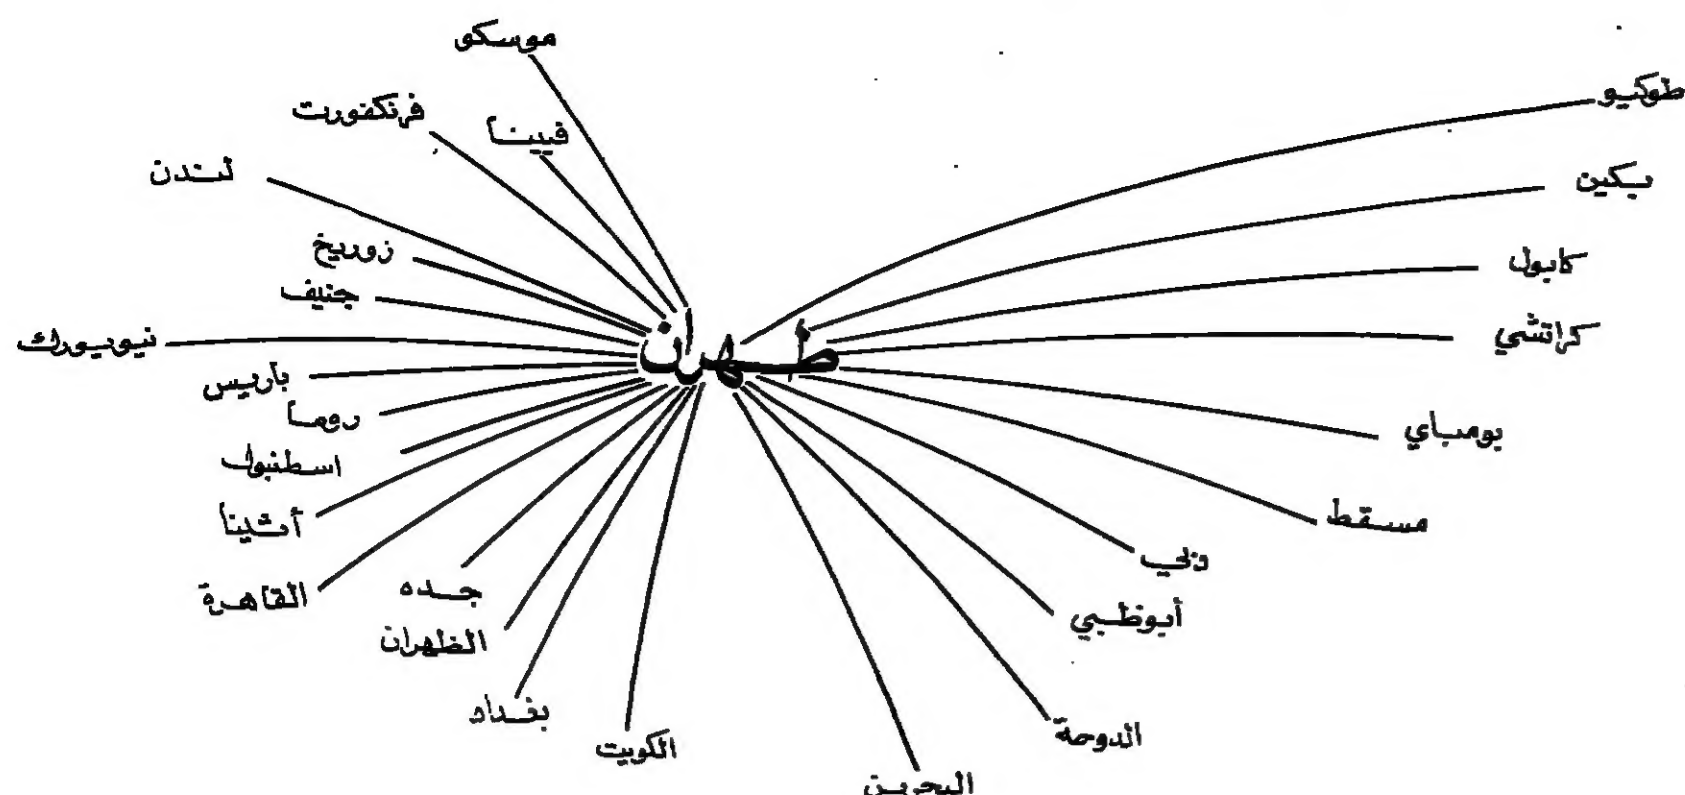 موسكو
طوكيو
فرنكفورت
فيينا
لندن
بكين
زوريخ
كابول
جنيف
نيويورك
طهران
كراتشي
باريس
روما
بومباي
اسطنبول
أثينا
مسقط
دبي
القاهرة
جده
أبوظبي
الظهران
بغداد
الدوحة
الكويت
البحرين